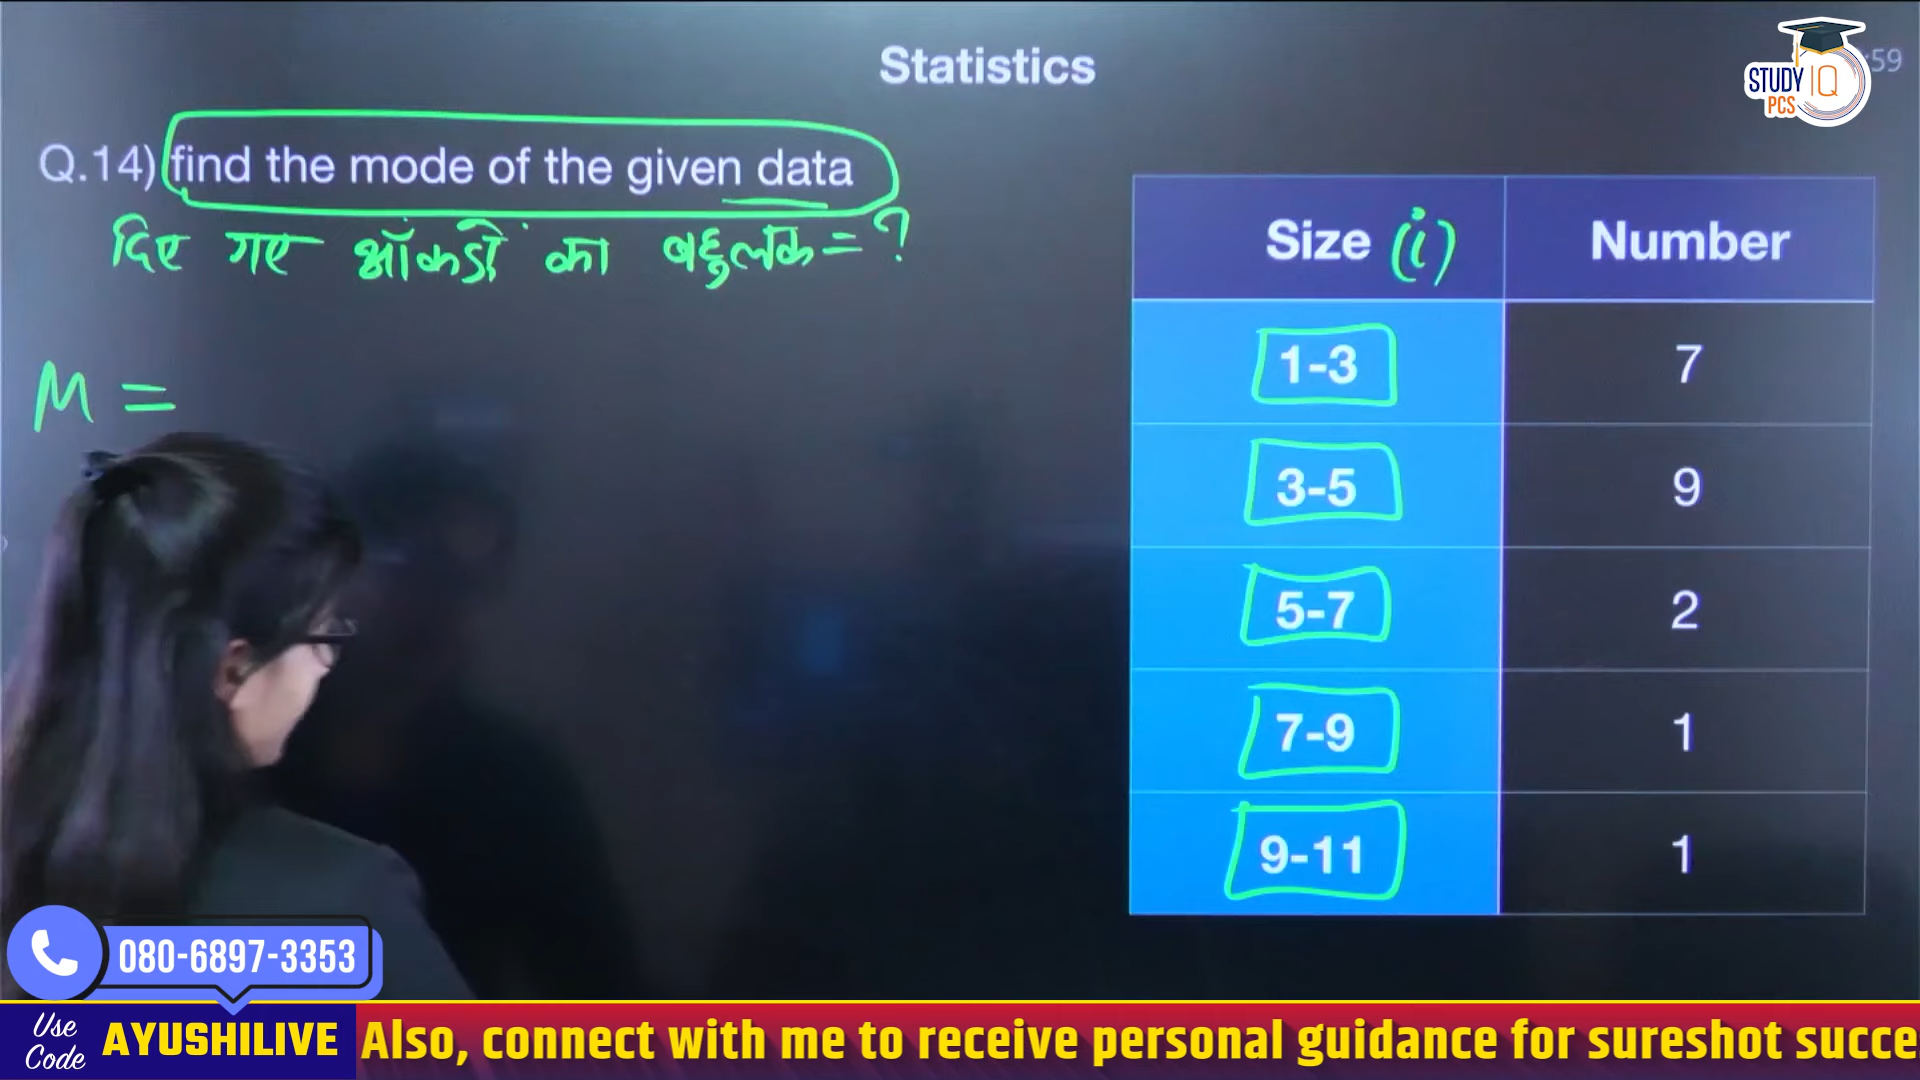 Statistics
:59
STUDY IQ
PCS
Q.14) find the mode of the given data
दिए गए आँकडों का बहुलक = ?
M =
Size (i) Number
1-3 7
3-5 9
5-7 2
7-9 1
9-11 1
080-6897-3353
Use Code AYUSHILIVE
Also, connect with me to receive personal guidance for sureshot succe